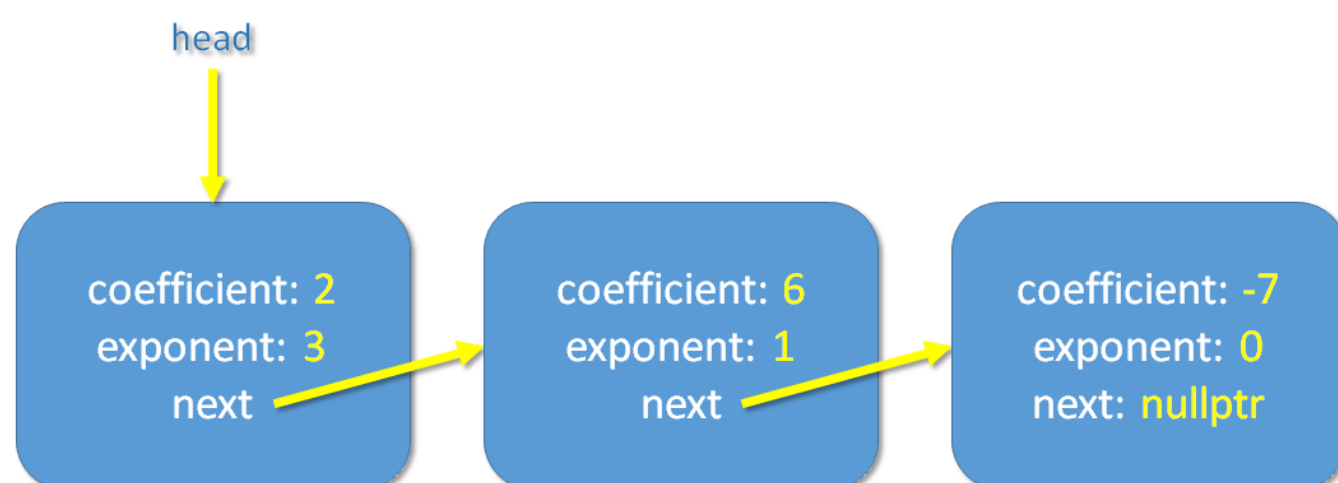 head
coefficient: 2
exponent: 3
next
coefficient: 6
exponent: 1
next
coefficient: -7
exponent: 0
next: nullptr